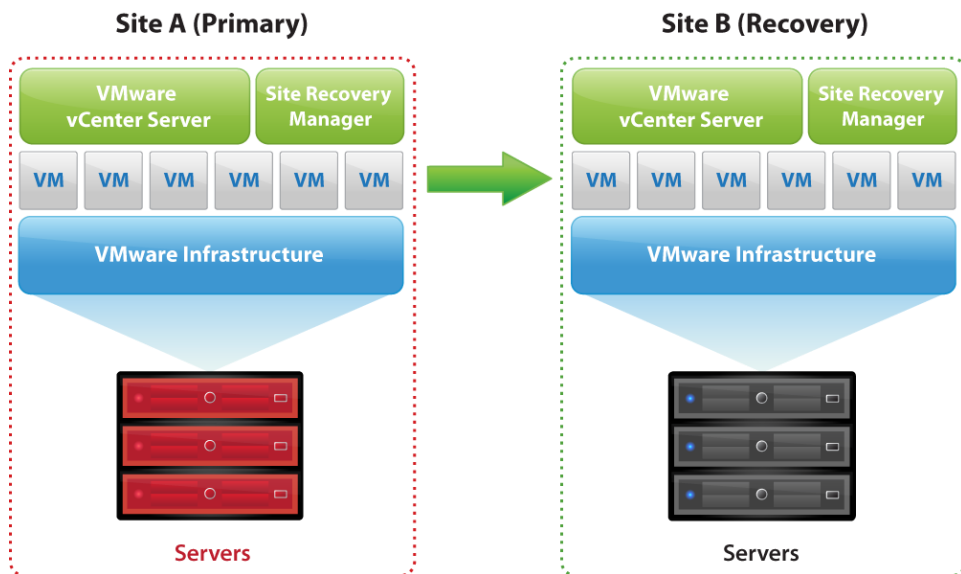 Site A (Primary)
Site B (Recovery)
VMware
vCenter Server
Site Recovery
Manager
VMware
vCenter Server
Site Recovery
Manager
VM VM VM VM VM VM
VM VM VM VM VM VM
VMware Infrastructure
VMware Infrastructure
Servers
Servers